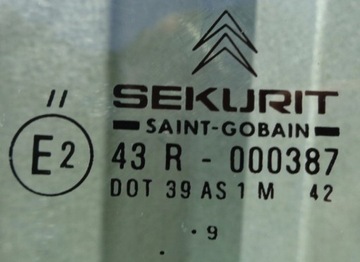 //
SEKURIT
SAINT-GOBAIN
E2 43 R - 000387
DOT 39 AS 1 M 42
. 9
.